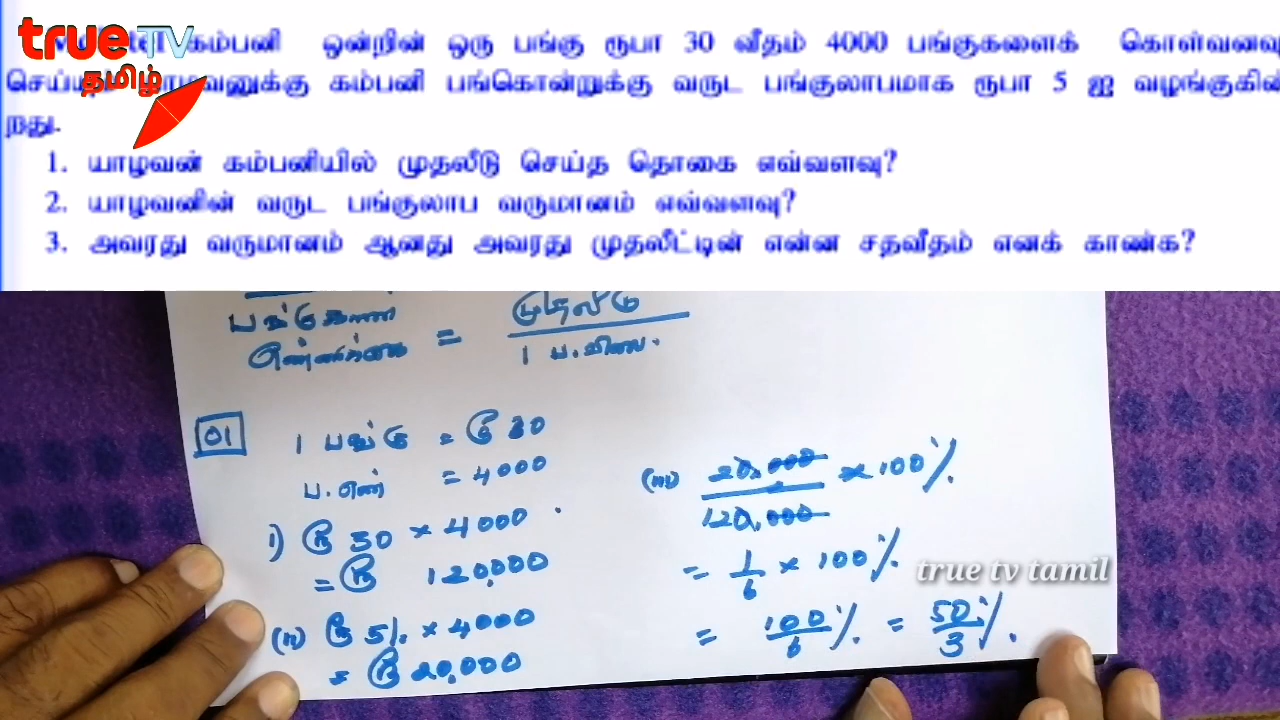 true TV
தமிழ்
கம்பனி ஒன்றின் ஒரு பங்கு ரூபா 30 வீதம் 4000 பங்குகளைக் கொள்வனவு
கம்பனி பங்கொன்றுக்கு வருட பங்குலாபமாக ரூபா 5 ஐ வழங்குகின்
றது.
1. யாழவன் கம்பனியில் முதலீடு செய்த தொகை எவ்வளவு?
2. யாழவனின் வருட பங்குலாப வருமானம் எவ்வளவு?
3. அவரது வருமானம் ஆனது அவரது முதலீட்டின் என்ன சதவீதம் எனக் காண்க?
பங்குகளின் எண்ணிக்கை = முதலீடு / 1 ப.விலை.
01
1 பங்கு = ரூ 30
ப.எண் = 4000
i) ரூ 30 × 4000
= ரூ 120,000
(ii) ரூ 5/. × 4000
= ரூ 20,000
(iii) 20,000 / 120,000 × 100%
= 1/6 × 100%
= 100/6 % = 50/3 %.
true tv tamil